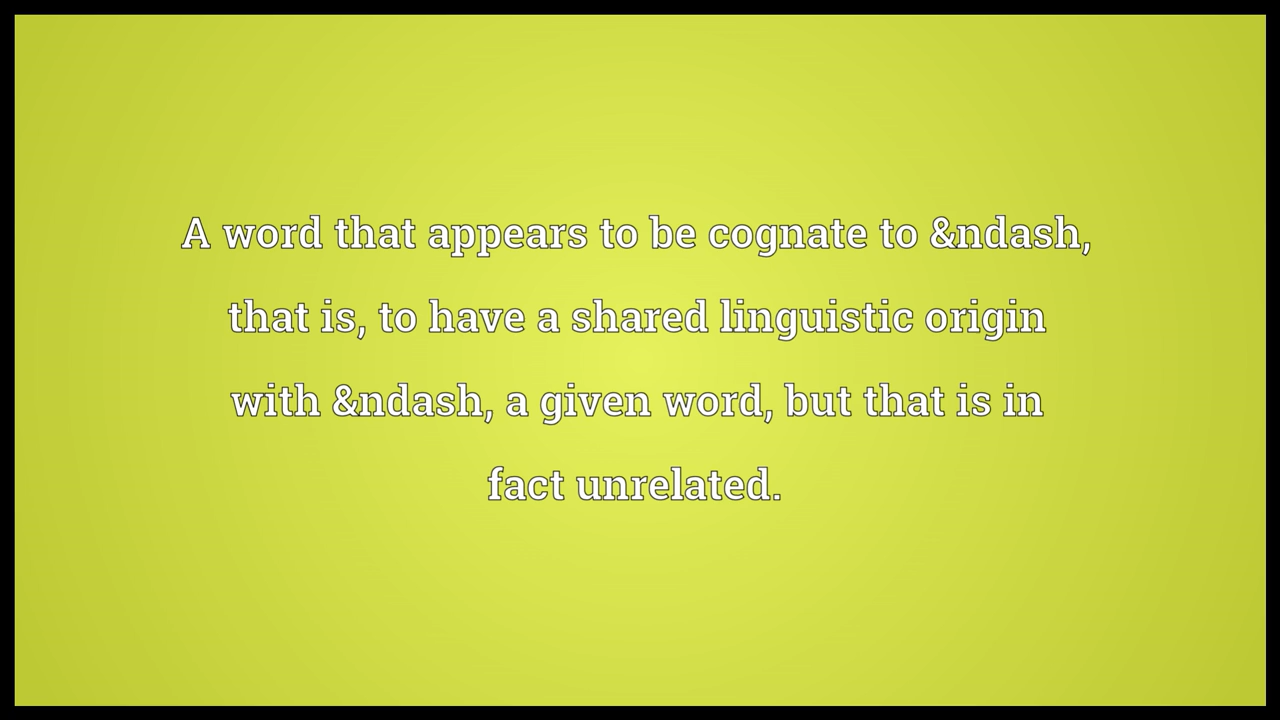 A word that appears to be cognate to &ndash,
that is, to have a shared linguistic origin
with &ndash, a given word, but that is in
fact unrelated.